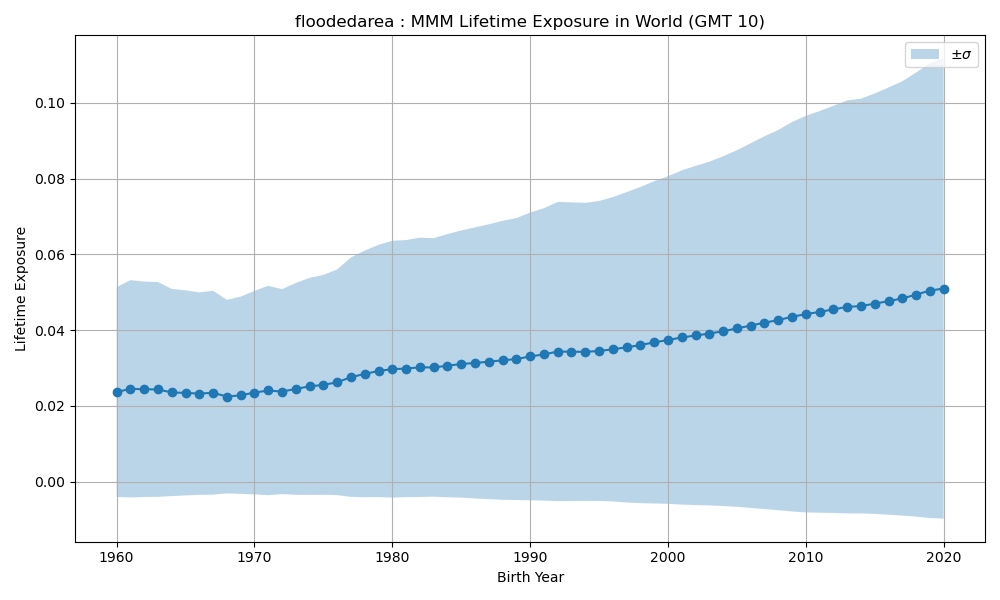 floodedarea : MMM Lifetime Exposure in World (GMT 10)
±σ
Lifetime Exposure
0.10
0.08
0.06
0.04
0.02
0.00
1960 1970 1980 1990 2000 2010 2020
Birth Year